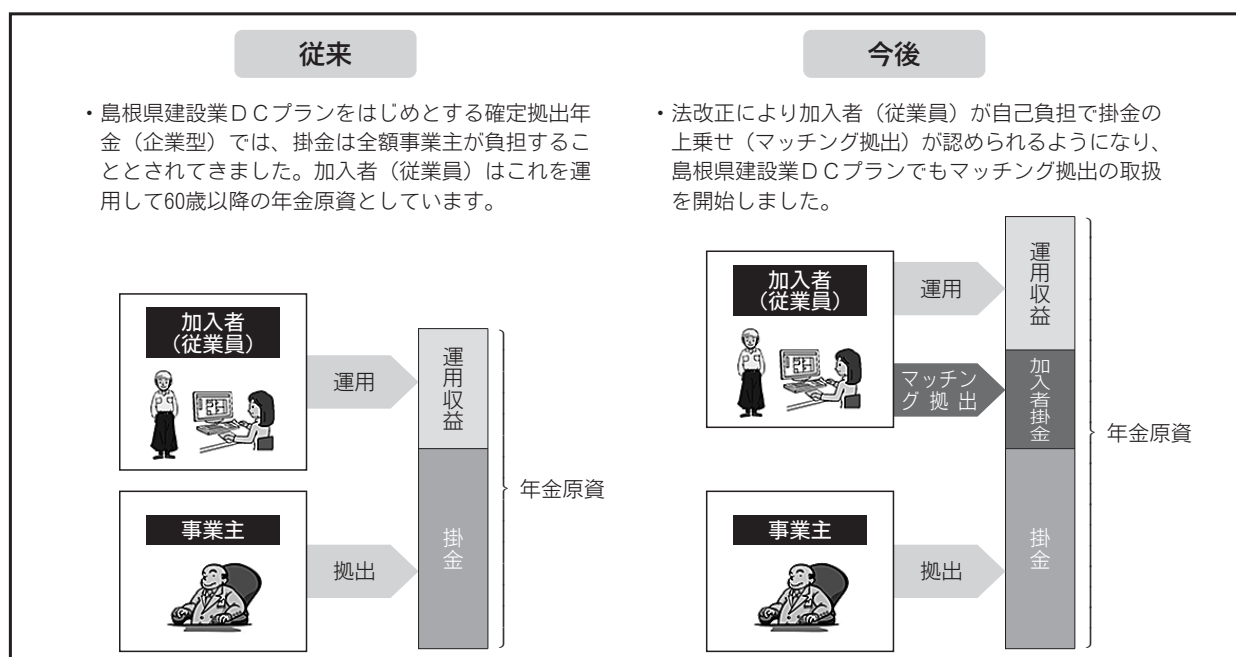 従来
・島根県建設業DCプランをはじめとする確定拠出年
金（企業型）では、掛金は全額事業主が負担するこ
ととされてきました。加入者（従業員）はこれを運
用して60歳以降の年金原資としています。
加入者
（従業員）
運用
運用収益
事業主
拠出
掛金
年金原資
今後
・法改正により加入者（従業員）が自己負担で掛金の
上乗せ（マッチング拠出）が認められるようになり、
島根県建設業DCプランでもマッチング拠出の取扱
を開始しました。
加入者
（従業員）
運用
運用収益
マッチン
グ拠出
加入者掛金
事業主
拠出
掛金
年金原資